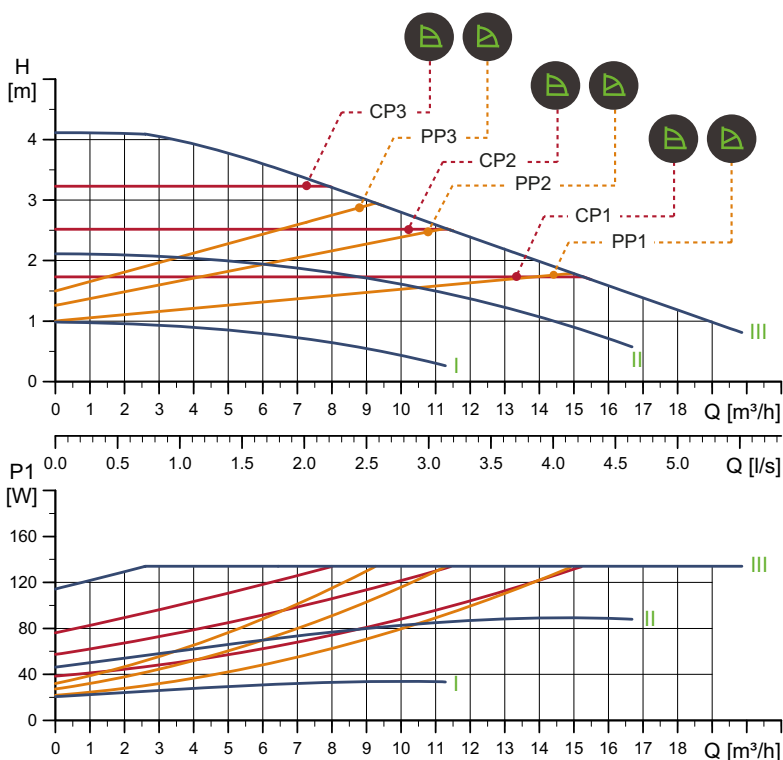 H
[m]
CP3
PP3
CP2
PP2
CP1
PP1
4
3
2
1
0
I
II
III
0 1 2 3 4 5 6 7 8 9 10 11 12 13 14 15 16 17 18 Q [m³/h]
0.0 0.5 1.0 1.5 2.0 2.5 3.0 3.5 4.0 4.5 5.0 Q [l/s]
P1
[W]
160
120
80
40
0
III
II
I
0 1 2 3 4 5 6 7 8 9 10 11 12 13 14 15 16 17 18 Q [m³/h]